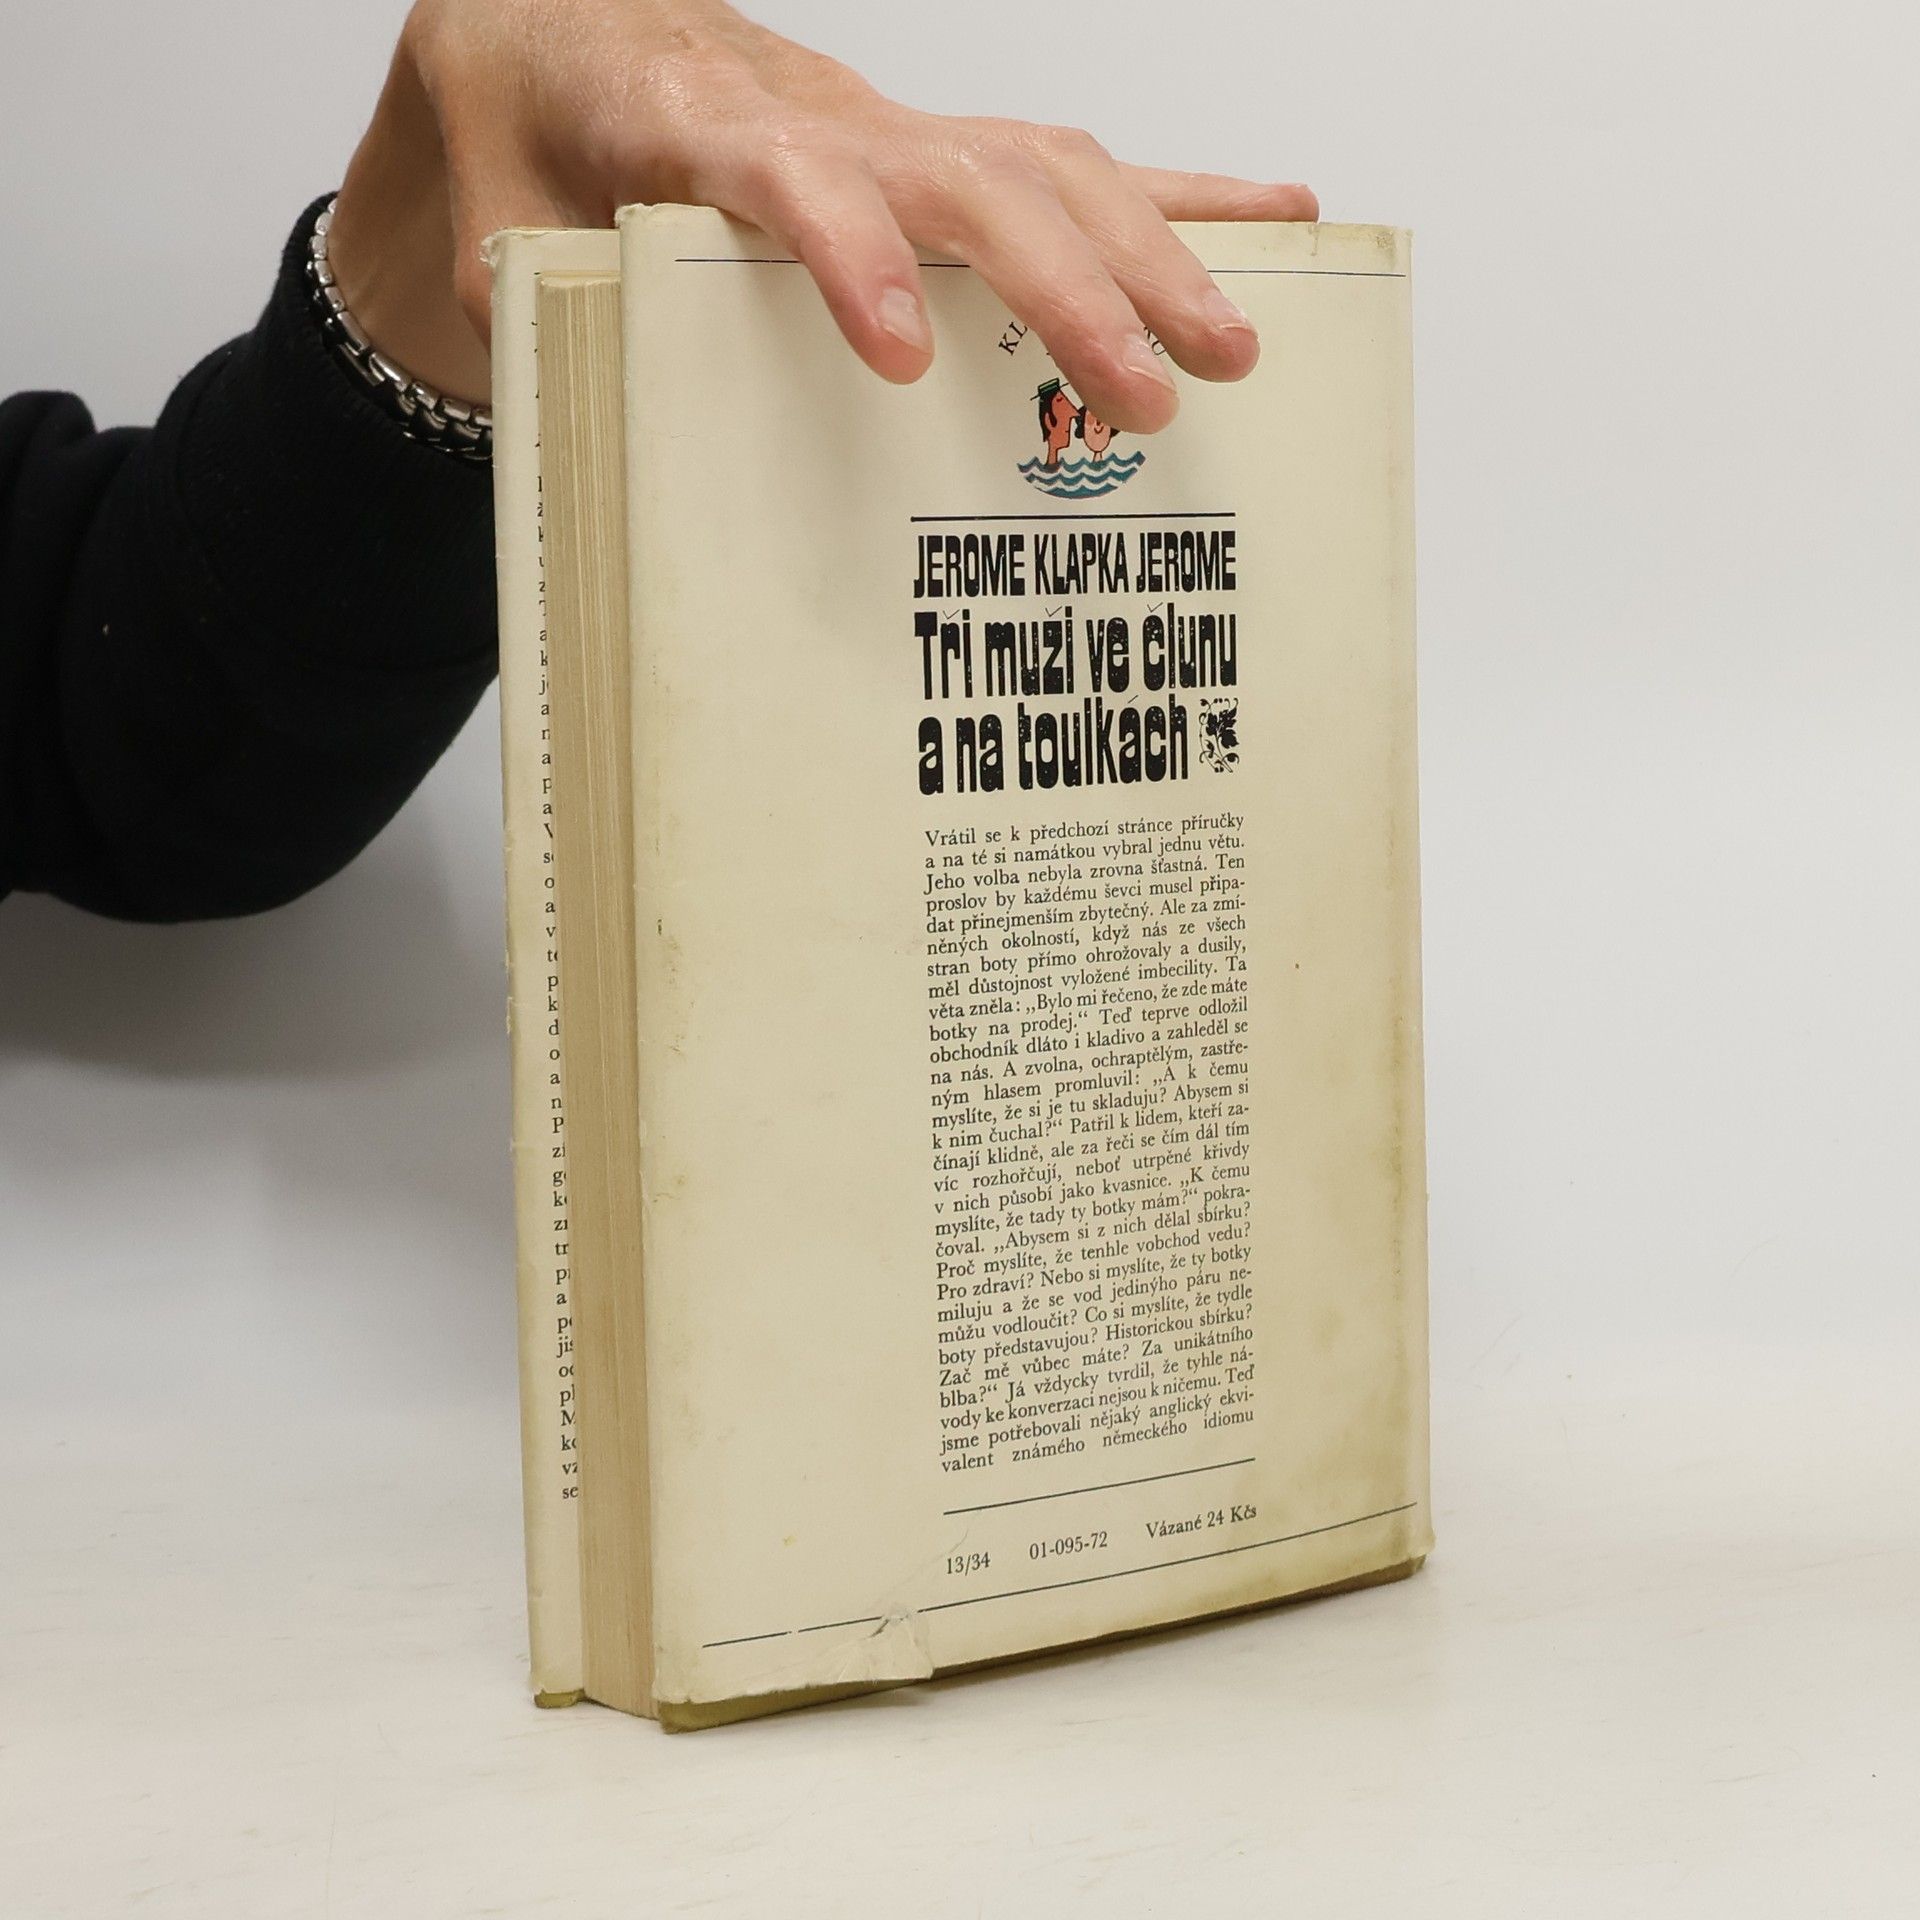 JEROME KLAPKA JEROME
Tři muži ve člunu
a na toulkách
Vrátil se k předchozí stránce příručky
a na té si namátkou vybral jednu větu.
Jeho volba nebyla zrovna šťastná. Ten
proslov by každému ševci musel připa-
dat přinejmenším zbytečný. Ale za zmí-
něných okolností, když nás ze všech
stran boty přímo ohrožovaly a dusily,
měl důstojnost vyložené imbecility. Ta
věta zněla: „Bylo mi řečeno, že zde máte
botky na prodej.“ Teď teprve odložil
obchodník dláto i kladivo a zahleděl se
na nás. A zvolna, ochraptělým, zastře-
ným hlasem promluvil: „A k čemu
myslíte, že si je tu skladuju? Abysem si
k nim čuchal?“ Patřil k lidem, kteří za-
čínají klidně, ale za řeči se čím dál tím
víc rozhořčují, neboť utrpěné křivdy
v nich působí jako kvasnice. „K čemu
myslíte, že tady ty botky mám?“ pokra-
čoval. „Abysem si z nich dělal sbírku?
Proč myslíte, že tenhle vobchod vedu?
Pro zdraví? Nebo si myslíte, že ty botky
miluju a že se vod jedinýho páru ne-
můžu vodloučit? Co si myslíte, že tydle
boty představujou? Historickou sbírku?
Zač mě vůbec máte? Za unikátního
blba?“ Já vždycky tvrdil, že tyhle ná-
vody ke konverzaci nejsou k ničemu. Teď
jsme potřebovali nějaký anglický ekvi-
valent známého německého idiomu
13/34 01-095-72 Vázané 24 Kčs